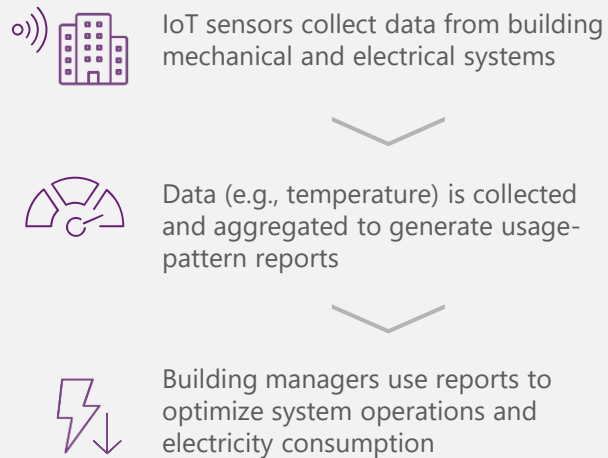 IoT sensors collect data from building
mechanical and electrical systems
Data (e.g., temperature) is collected
and aggregated to generate usage-
pattern reports
Building managers use reports to
optimize system operations and
electricity consumption